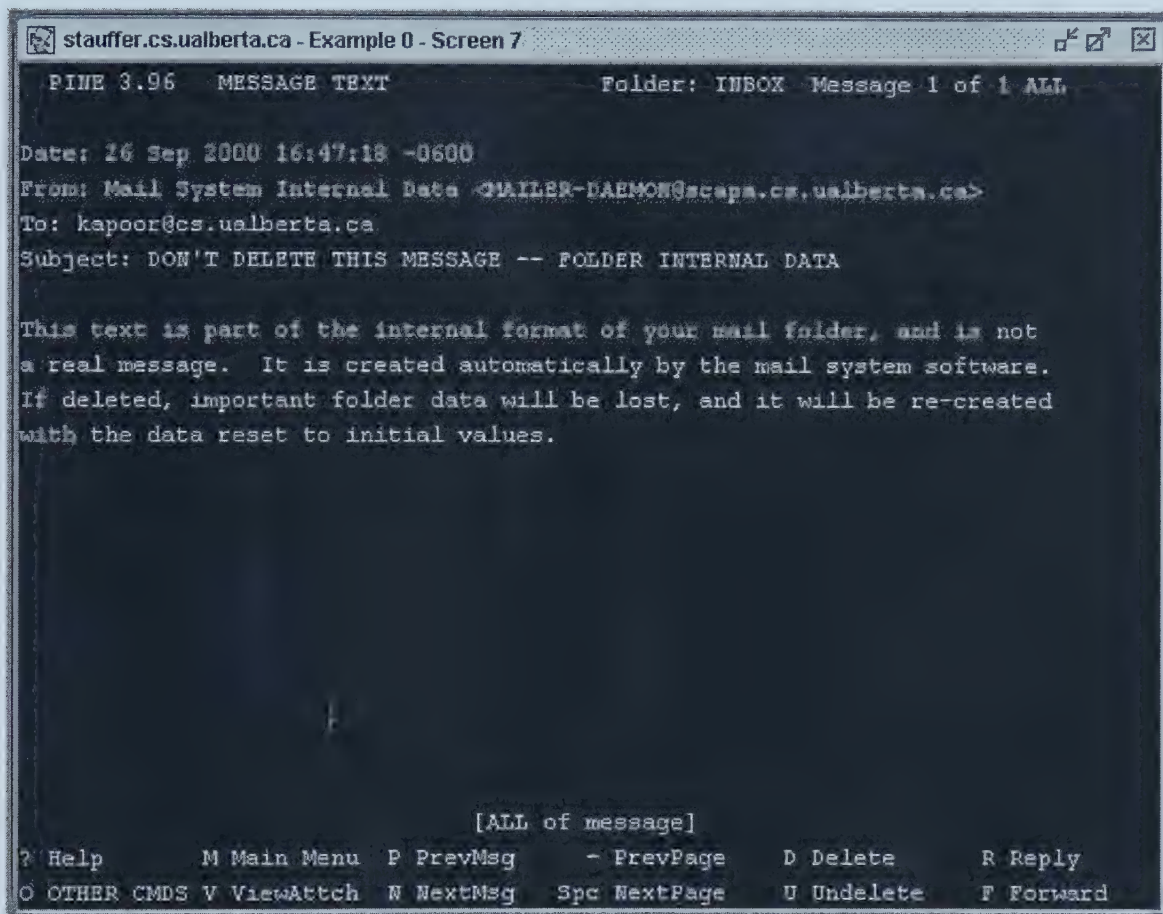 stauffer.cs.ualberta.ca - Example 0 - Screen 7
PINE 3.96 MESSAGE TEXT Folder: INBOX Message 1 of 1 ALL
Date: 26 Sep 2000 16:47:18 -0600
From: Mail System Internal Data <MAILER-DAEMON@scapa.cs.ualberta.ca>
To: kapoor@cs.ualberta.ca
Subject: DON'T DELETE THIS MESSAGE -- FOLDER INTERNAL DATA
This text is part of the internal format of your mail folder, and is not
a real message. It is created automatically by the mail system software.
If deleted, important folder data will be lost, and it will be re-created
with the data reset to initial values.
[ALL of message]
? Help M Main Menu P PrevMsg - PrevPage D Delete R Reply
O OTHER CMDS V ViewAttch N NextMsg Spc NextPage U Undelete F Forward